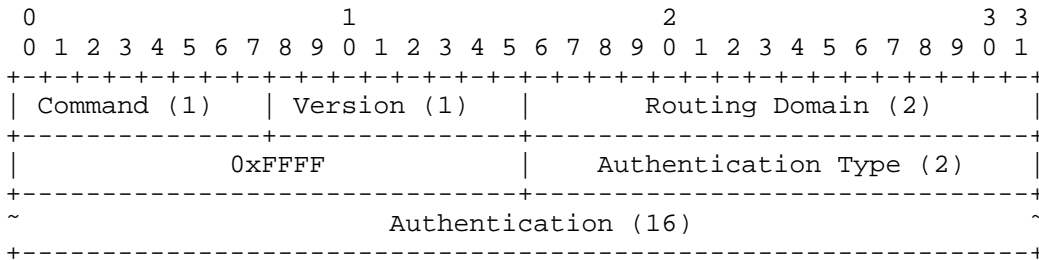 0                   1                   2                   3 3
 0 1 2 3 4 5 6 7 8 9 0 1 2 3 4 5 6 7 8 9 0 1 2 3 4 5 6 7 8 9 0 1
+-+-+-+-+-+-+-+-+-+-+-+-+-+-+-+-+-+-+-+-+-+-+-+-+-+-+-+-+-+-+-+-+
| Command (1)   | Version (1)   |       Routing Domain (2)      |
+---------------+---------------+-------------------------------+
|             0xFFFF            |    Authentication Type (2)    |
+-------------------------------+-------------------------------+
~                       Authentication (16)                     ~
+---------------------------------------------------------------+